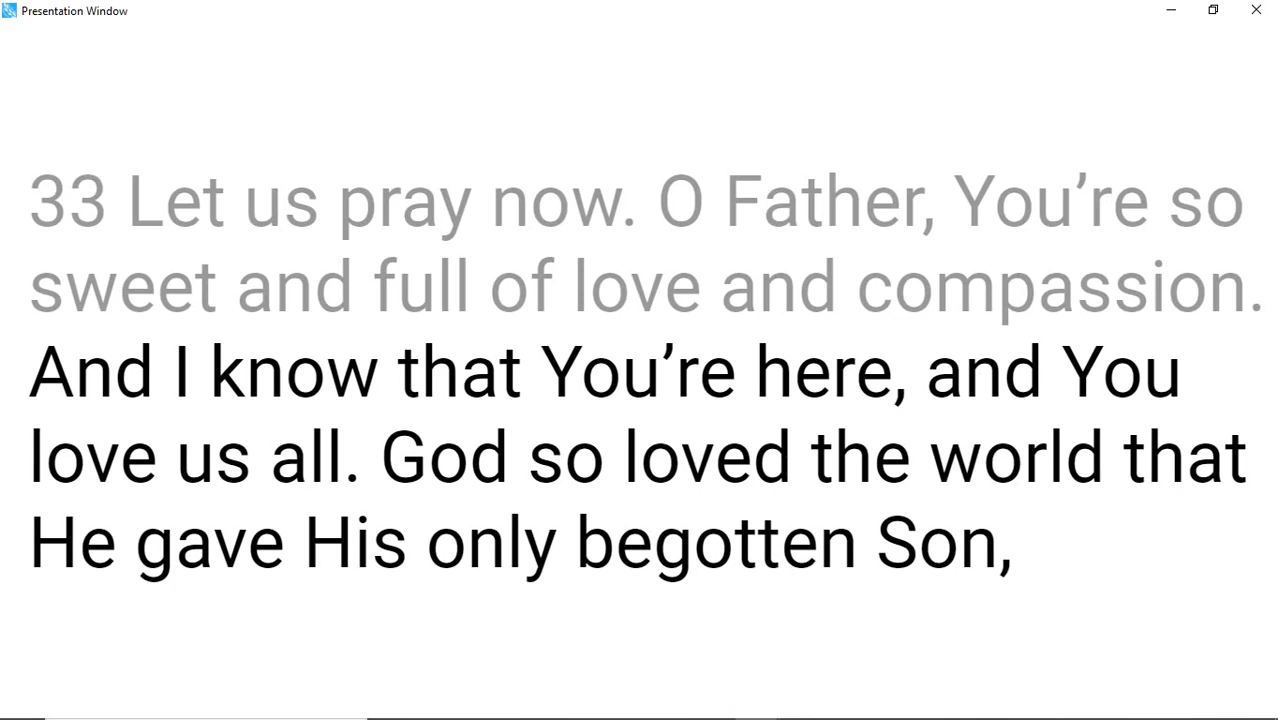 Presentation Window
33 Let us pray now. O Father, You’re so
sweet and full of love and compassion.
And I know that You’re here, and You
love us all. God so loved the world that
He gave His only begotten Son,